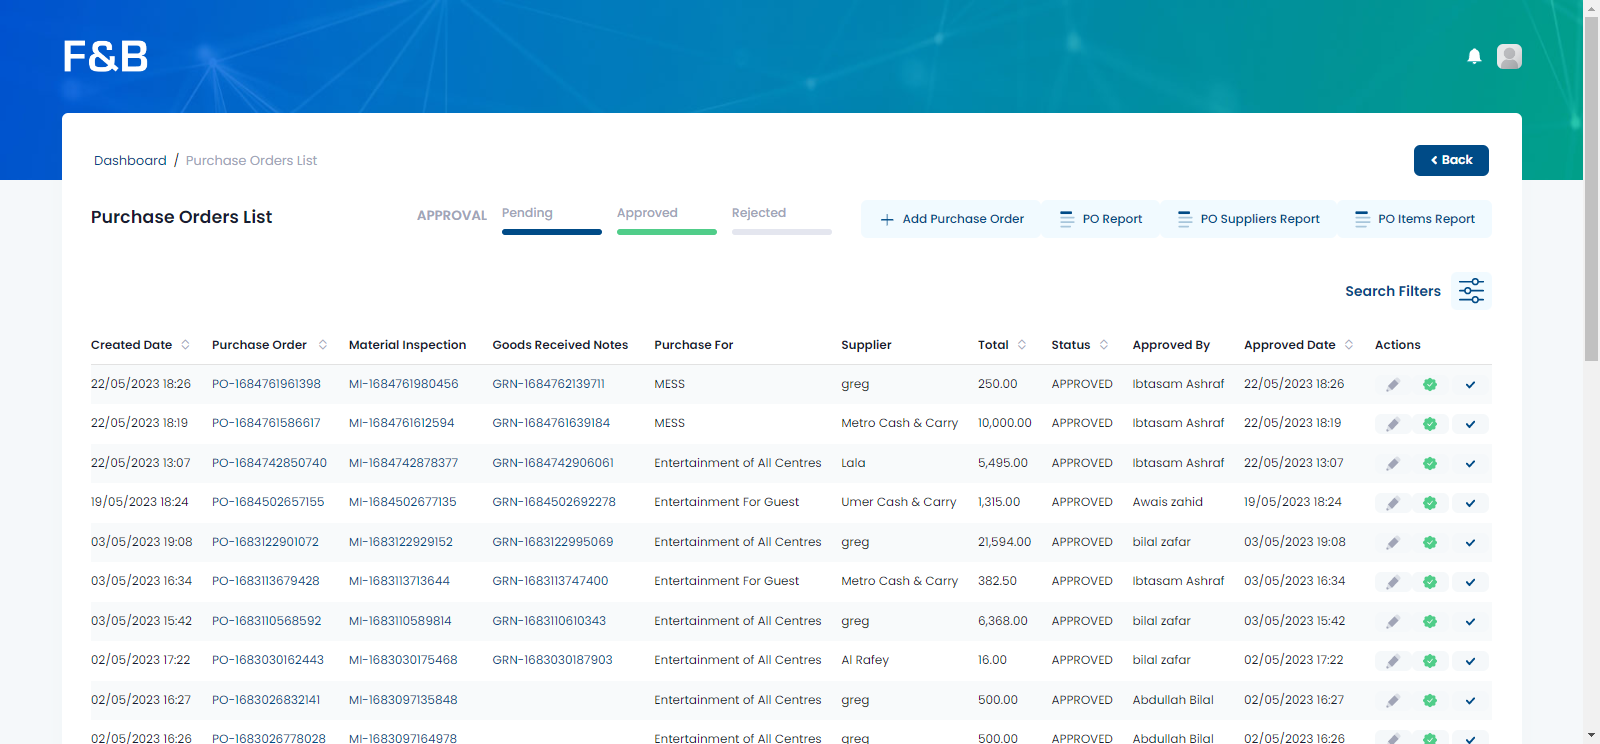 F&B
Dashboard / Purchase Orders List
Back
Purchase Orders List
APPROVAL Pending Approved Rejected
Add Purchase Order PO Report PO Suppliers Report PO Items Report
Search Filters
Created Date Purchase Order Material Inspection Goods Received Notes Purchase For Supplier Total Status Approved By Approved Date Actions
22/05/2023 18:26 PO-1684761961398 MI-1684761980456 GRN-1684762139711 MESS greg 250.00 APPROVED Ibtasam Ashraf 22/05/2023 18:26
22/05/2023 18:19 PO-1684761586617 MI-1684761612594 GRN-1684761639184 MESS Metro Cash & Carry 10,000.00 APPROVED Ibtasam Ashraf 22/05/2023 18:19
22/05/2023 13:07 PO-1684742850740 MI-1684742878377 GRN-1684742906061 Entertainment of All Centres Lala 5,495.00 APPROVED Ibtasam Ashraf 22/05/2023 13:07
19/05/2023 18:24 PO-1684502657155 MI-1684502677135 GRN-1684502692278 Entertainment For Guest Umer Cash & Carry 1,315.00 APPROVED Awais zahid 19/05/2023 18:24
03/05/2023 19:08 PO-1683122901072 MI-1683122929152 GRN-1683122995069 Entertainment of All Centres greg 21,594.00 APPROVED bilal zafar 03/05/2023 19:08
03/05/2023 16:34 PO-1683113679428 MI-1683113713644 GRN-1683113747400 Entertainment For Guest Metro Cash & Carry 382.50 APPROVED Ibtasam Ashraf 03/05/2023 16:34
03/05/2023 15:42 PO-1683110568592 MI-1683110589814 GRN-1683110610343 Entertainment of All Centres greg 6,368.00 APPROVED bilal zafar 03/05/2023 15:42
02/05/2023 17:22 PO-1683030162443 MI-1683030175468 GRN-1683030187903 Entertainment of All Centres Al Rafey 16.00 APPROVED bilal zafar 02/05/2023 17:22
02/05/2023 16:27 PO-1683026832141 MI-1683097135848 Entertainment of All Centres greg 500.00 APPROVED Abdullah Bilal 02/05/2023 16:27
02/05/2023 16:26 PO-1683026778028 MI-1683097164978 Entertainment of All Centres greg 500.00 APPROVED Abdullah Bilal 02/05/2023 16:26